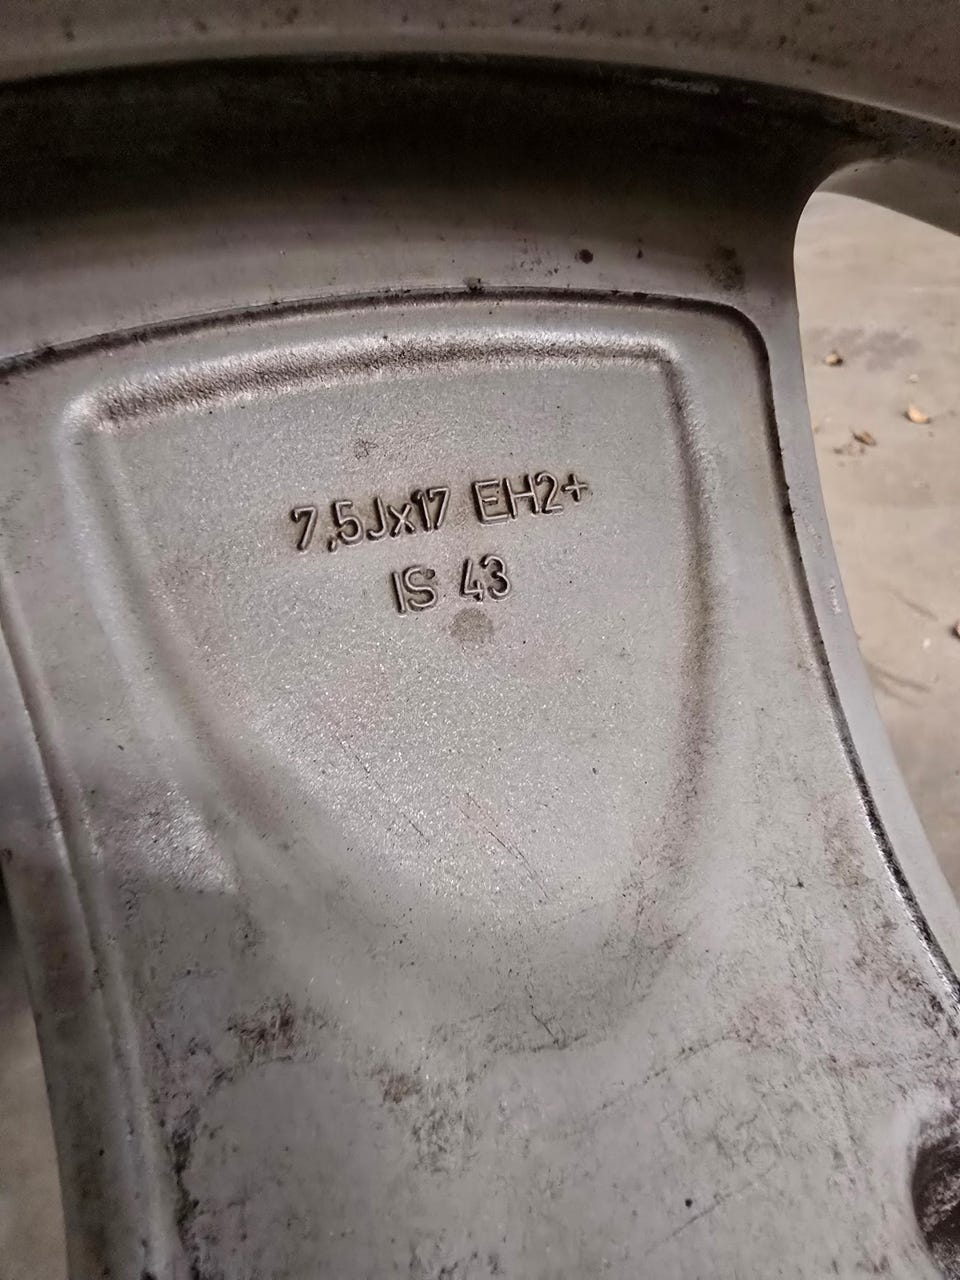 7,5Jx17 EH2+
IS 43